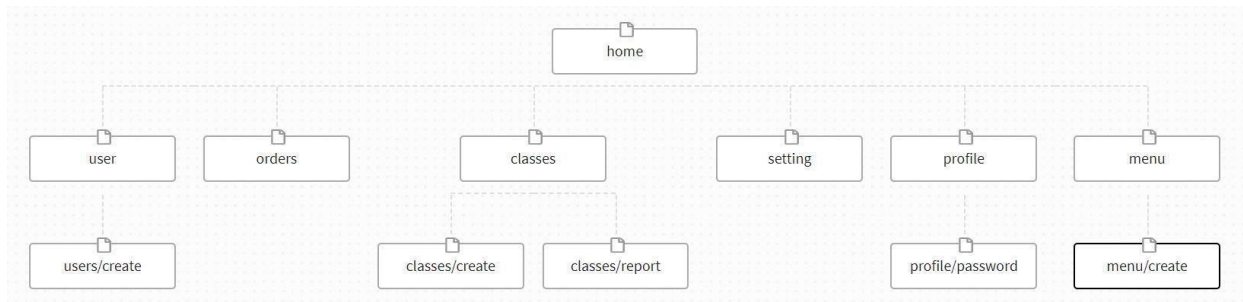 home
user
orders
classes
setting
profile
menu
users/create
classes/create
classes/report
profile/password
menu/create